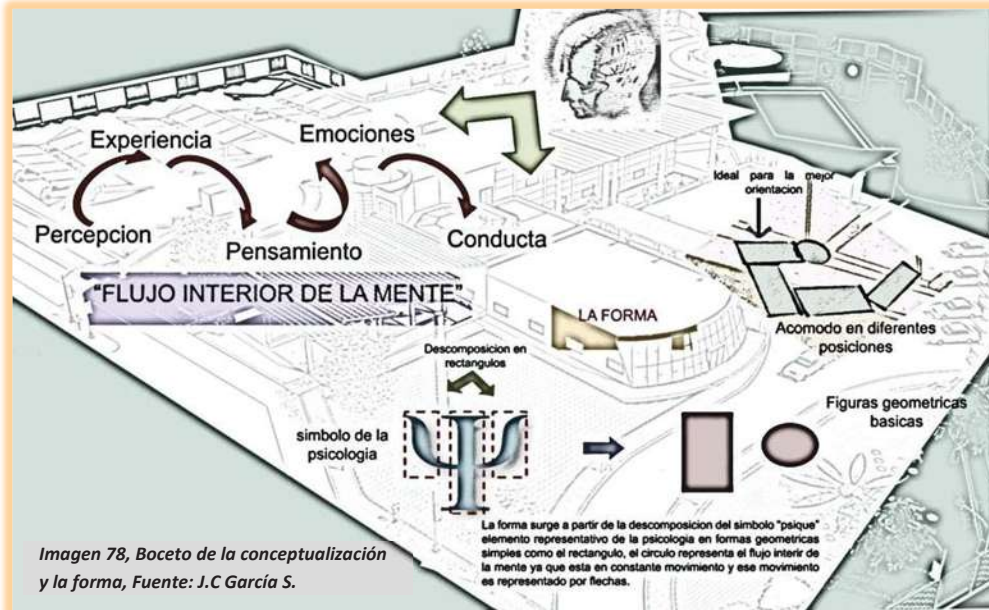 Experiencia
Emociones
Percepcion
Pensamiento
Conducta
"FLUJO INTERIOR DE LA MENTE"
Ideal para la mejor
orientacion
LA FORMA
Acomodo en diferentes
posiciones
Descomposicion en
rectangulos
simbolo de la
psicologia
Figuras geometricas
basicas
La forma surge a partir de la descomposicion del simbolo "psique"
elemento representativo de la psicologia en formas geometricas
simples como el rectangulo, el circulo representa el flujo interir de
la mente ya que esta en constante movimiento y ese movimiento
es representado por flechas.
Imagen 78, Boceto de la conceptualización
y la forma, Fuente: J.C García S.